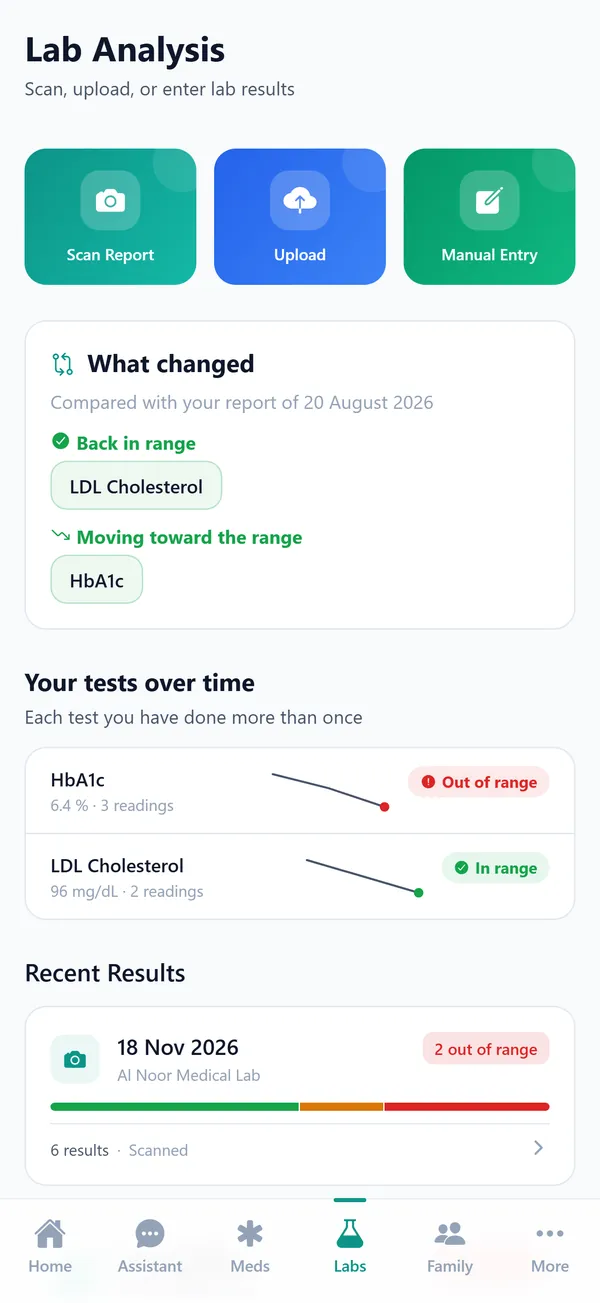 Lab Analysis
Scan, upload, or enter lab results
Scan Report
Upload
Manual Entry
What changed
Compared with your report of 20 August 2026
Back in range
LDL Cholesterol
Moving toward the range
HbA1c
Your tests over time
Each test you have done more than once
HbA1c
6.4 % · 3 readings
Out of range
LDL Cholesterol
96 mg/dL · 2 readings
In range
Recent Results
18 Nov 2026
Al Noor Medical Lab
2 out of range
6 results · Scanned
Home
Assistant
Meds
Labs
Family
More